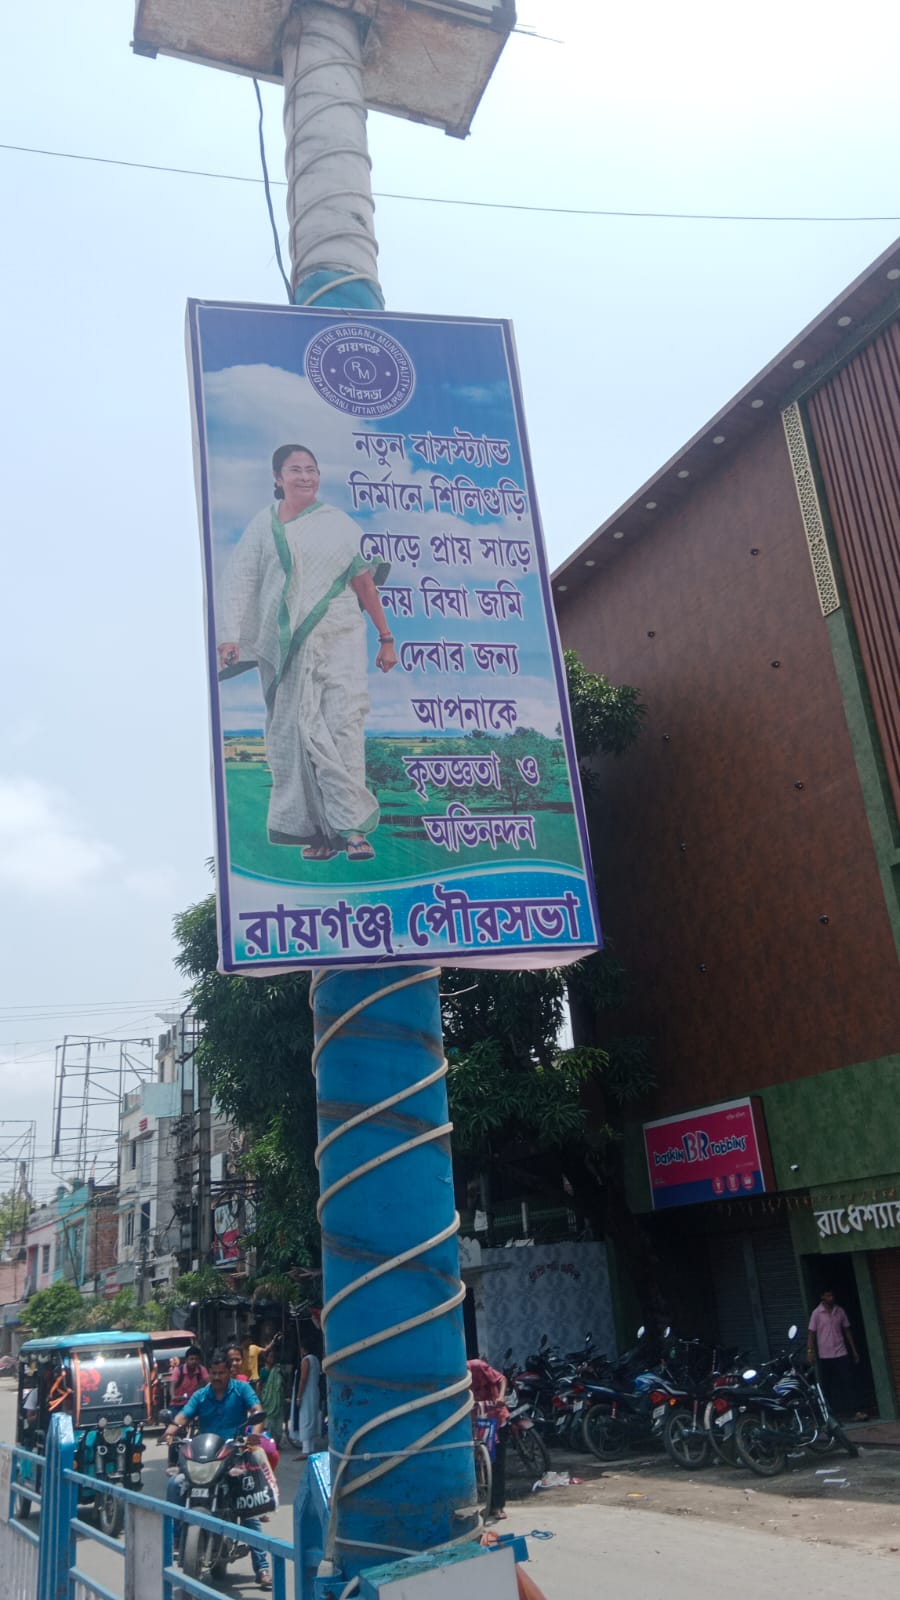 OFFICE OF THE RAIGANJ MUNICIPALITY
রায়গঞ্জ
RM
পৌরসভা
RAIGANJ, UTTAR DINAJPUR
নতুন বাসস্ট্যান্ড
নির্মানে শিলিগুড়ি
মোড়ে প্রায় সাড়ে
নয় বিঘা জমি
দেবার জন্য
আপনাকে
কৃতজ্ঞতা ও
অভিনন্দন
রায়গঞ্জ পৌরসভা
baskin BR robbins
রাধেশ্যাম
ADONIS